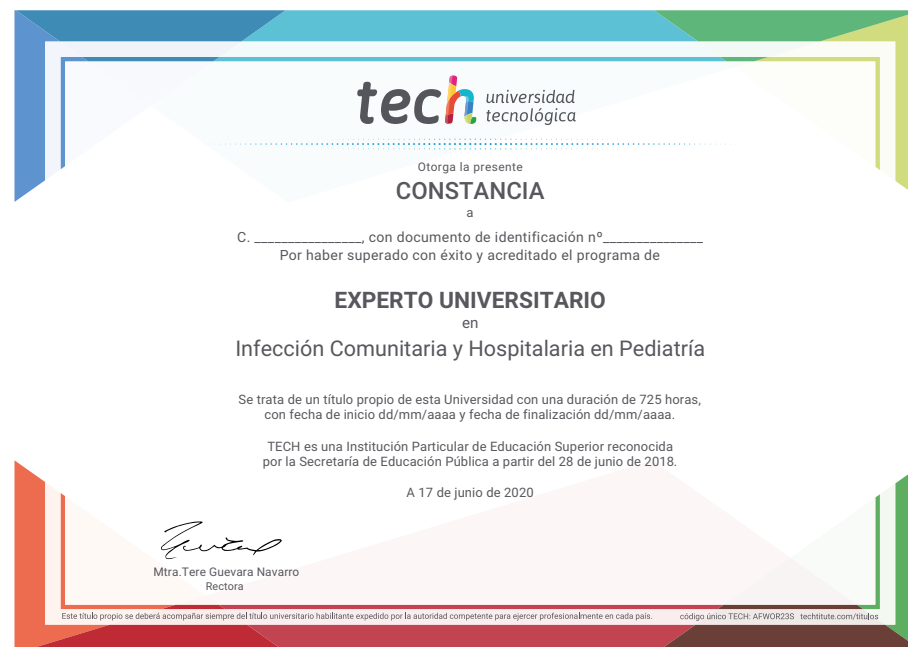 tech universidad
tecnológica
Otorga la presente
CONSTANCIA
a
C. ________________, con documento de identificación nº_______________
Por haber superado con éxito y acreditado el programa de
EXPERTO UNIVERSITARIO
en
Infección Comunitaria y Hospitalaria en Pediatría
Se trata de un título propio de esta Universidad con una duración de 725 horas,
con fecha de inicio dd/mm/aaaa y fecha de finalización dd/mm/aaaa.
TECH es una Institución Particular de Educación Superior reconocida
por la Secretaría de Educación Pública a partir del 28 de junio de 2018.
A 17 de junio de 2020
Mtra.Tere Guevara Navarro
Rectora
Este título propio se deberá acompañar siempre del título universitario habilitante expedido por la autoridad competente para ejercer profesionalmente en cada país. código único TECH: AFWOR23S techtitute.com/titulos